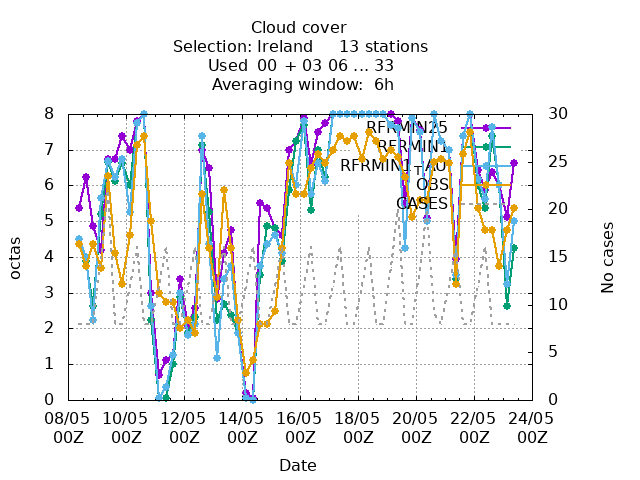 Cloud cover
Selection: Ireland 13 stations
Used 00 + 03 06 ... 33
Averaging window: 6h
8 30
RFRMIN25
7 25
RFRMIN1
RFRMIN1_AU
6 OBS
20
CASES
5
octas
4 15
No cases
3 10
2
5
1
0 0
08/05 10/05 12/05 14/05 16/05 18/05 20/05 22/05 24/05
00Z 00Z 00Z 00Z 00Z 00Z 00Z 00Z 00Z
Date